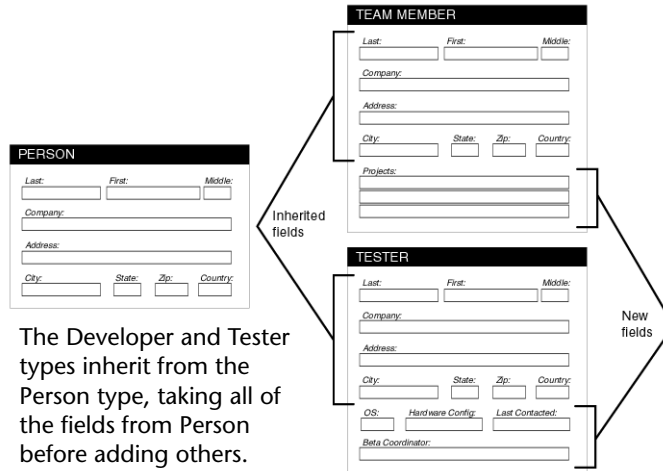 PERSON
Last: First: Middle:
Company:
Address:
City: State: Zip: Country:
The Developer and Tester
types inherit from the
Person type, taking all of
the fields from Person
before adding others.
Inherited
fields
TEAM MEMBER
Last: First: Middle:
Company:
Address:
City: State: Zip: Country:
Projects:
TESTER
Last: First: Middle:
Company:
Address:
City: State: Zip: Country:
OS: Hardware Config: Last Contacted:
Beta Coordinator:
New
fields